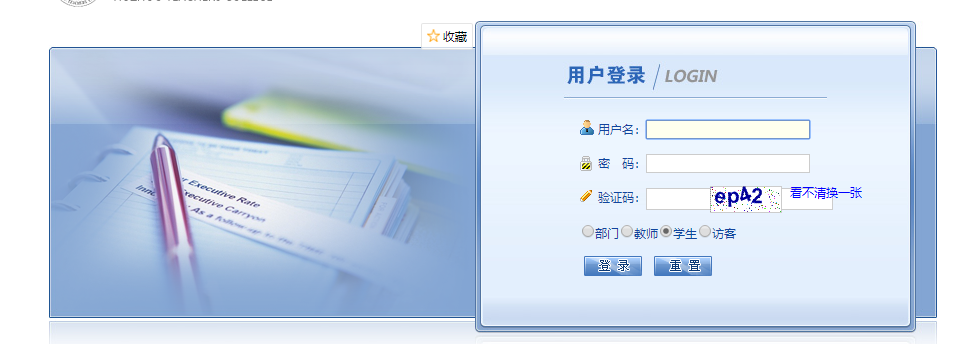 收藏
用户登录 LOGIN
用户名:
密 码:
验证码: ep42 看不清换一张
部门 教师 学生 访客
登 录 重 置
Executive Rate
Executive Carryon
As a follow-up to the